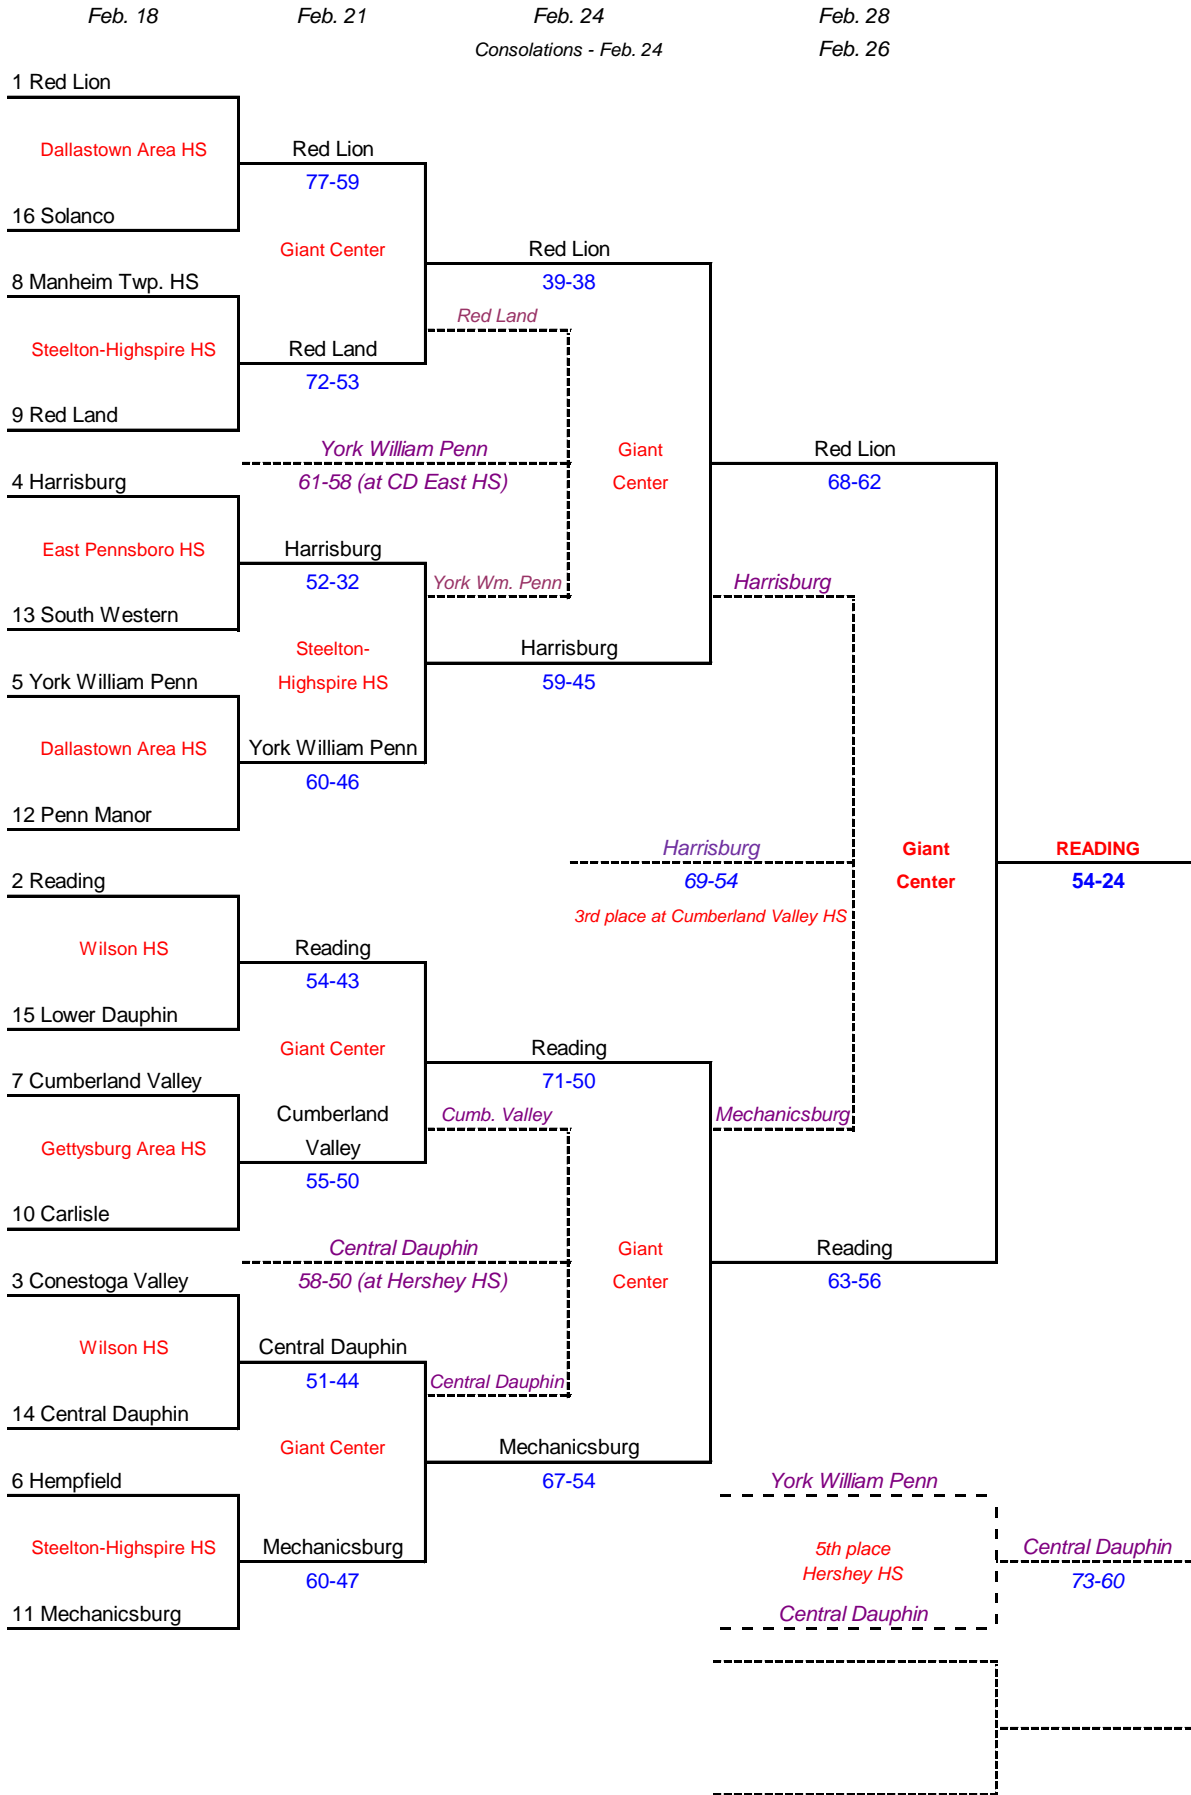 Feb. 18 Feb. 21 Feb. 24 Feb. 28
Consolations - Feb. 24 Feb. 26
1 Red Lion
Dallastown Area HS Red Lion
77-59
16 Solanco
Giant Center Red Lion
8 Manheim Twp. HS 39-38
Red Land
Steelton-Highspire HS Red Land
72-53
9 Red Land
York William Penn Giant Red Lion
4 Harrisburg 61-58 (at CD East HS) Center 68-62
East Pennsboro HS Harrisburg
52-32 York Wm. Penn Harrisburg
13 South Western
Steelton- Harrisburg
5 York William Penn Highspire HS 59-45
Dallastown Area HS York William Penn
60-46
12 Penn Manor
Harrisburg Giant READING
2 Reading 69-54 Center 54-24
3rd place at Cumberland Valley HS
Wilson HS Reading
54-43
15 Lower Dauphin
Giant Center Reading
7 Cumberland Valley 71-50
Cumberland Cumb. Valley Mechanicsburg
Gettysburg Area HS Valley
55-50
10 Carlisle
Central Dauphin Giant Reading
3 Conestoga Valley 58-50 (at Hershey HS) Center 63-56
Wilson HS Central Dauphin
51-44 Central Dauphin
14 Central Dauphin
Giant Center Mechanicsburg
6 Hempfield 67-54 York William Penn
Steelton-Highspire HS Mechanicsburg 5th place Central Dauphin
60-47 Hershey HS 73-60
11 Mechanicsburg Central Dauphin